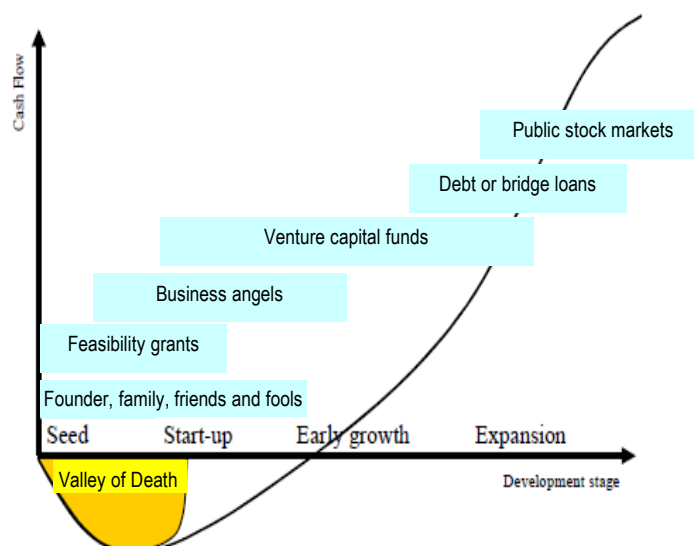 Cash Flow
Public stock markets
Debt or bridge loans
Venture capital funds
Business angels
Feasibility grants
Founder, family, friends and fools
Seed Start-up Early growth Expansion
Valley of Death
Development stage